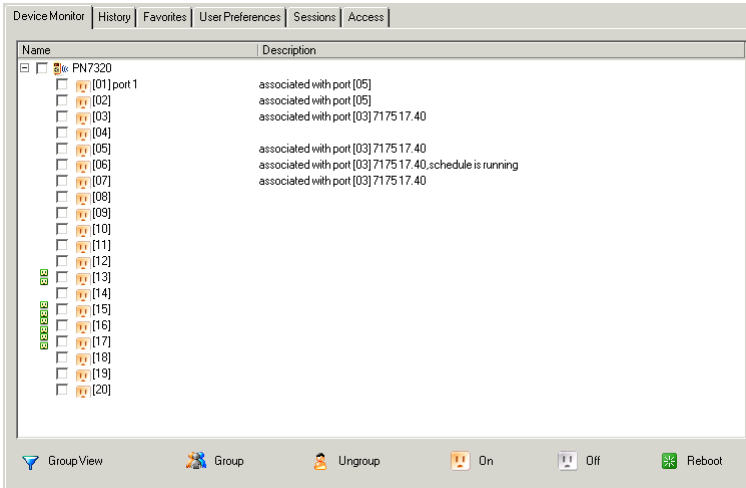 Device Monitor History Favorites User Preferences Sessions Access
Name Description
PN7320
[01] port 1 associated with port [05]
[02] associated with port [05]
[03] associated with port [03] 7175 17.40
[04]
[05] associated with port [03] 7175 17.40
[06] associated with port [03] 7175 17.40,schedule is running
[07] associated with port [03] 7175 17.40
[08]
[09]
[10]
[11]
[12]
[13]
[14]
[15]
[16]
[17]
[18]
[19]
[20]
Group View Group Ungroup On Off Reboot